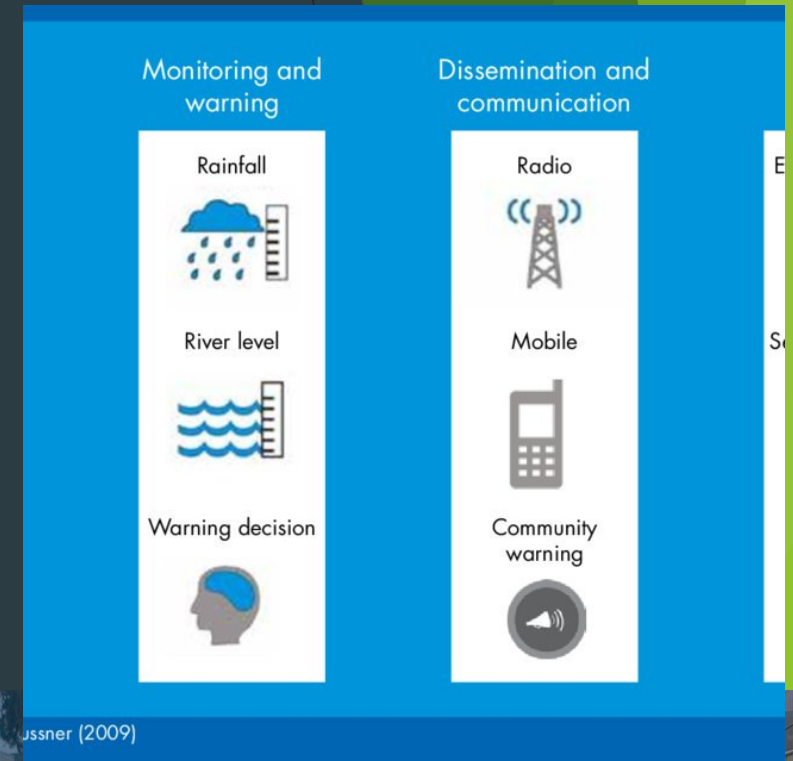 Monitoring and
warning
Rainfall
River level
Warning decision
Dissemination and
communication
Radio
Mobile
Community
warning
(2009)